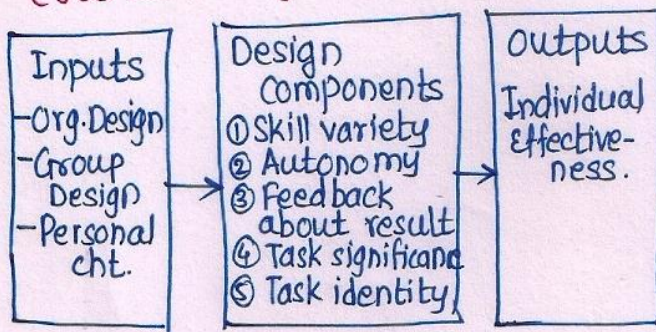 Inputs
-Org.Design
-Group
Design
-Personal
cht.
Design
components
① Skill variety
② Autonomy
③ Feedback
about result
④ Task significanc
⑤ Task identity
Outputs
Individual
Effective-
ness.